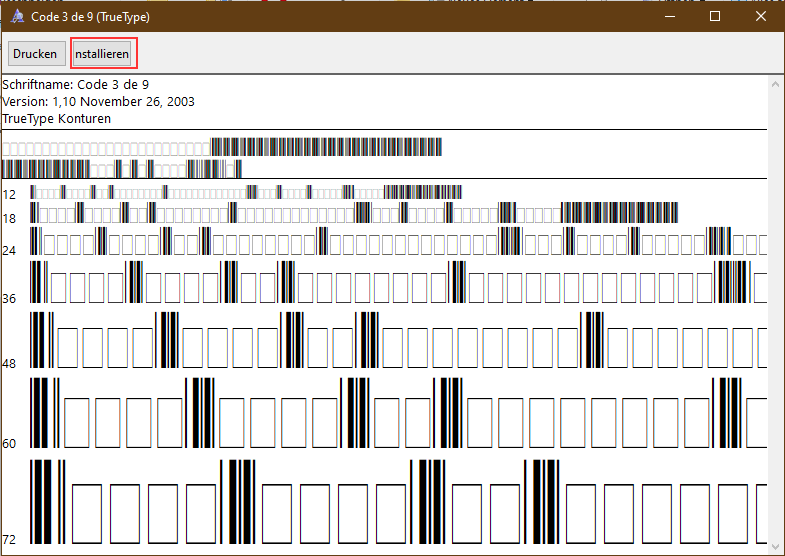 Code 3 de 9 (TrueType)
Drucken nstallieren
Schriftname: Code 3 de 9
Version: 1,10 November 26, 2003
TrueType Konturen
12
18
24
36
48
60
72